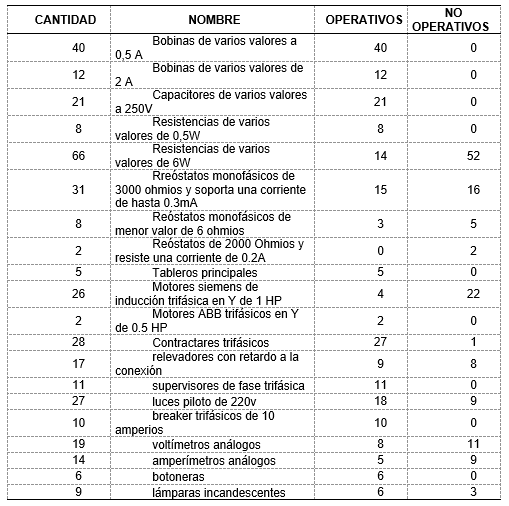 CANTIDAD NOMBRE OPERATIVOS NO OPERATIVOS
40 Bobinas de varios valores a 0,5 A 40 0
12 Bobinas de varios valores de 2 A 12 0
21 Capacitores de varios valores a 250V 21 0
8 Resistencias de varios valores de 0,5W 8 0
66 Resistencias de varios valores de 6W 14 52
31 Rreóstatos monofásicos de 3000 ohmios y soporta una corriente de hasta 0.3mA 15 16
8 Reóstatos monofásicos de menor valor de 6 ohmios 3 5
2 Reóstatos de 2000 Ohmios y resiste una corriente de 0.2A 0 2
5 Tableros principales 5 0
26 Motores siemens de inducción trifásica en Y de 1 HP 4 22
2 Motores ABB trifásicos en Y de 0.5 HP 2 0
28 Contractares trifásicos 27 1
17 relevadores con retardo a la conexión 9 8
11 supervisores de fase trifásica 11 0
27 luces piloto de 220v 18 9
10 breaker trifásicos de 10 amperios 10 0
19 voltímetros análogos 8 11
14 amperímetros análogos 5 9
6 botoneras 6 0
9 lámparas incandescentes 6 3